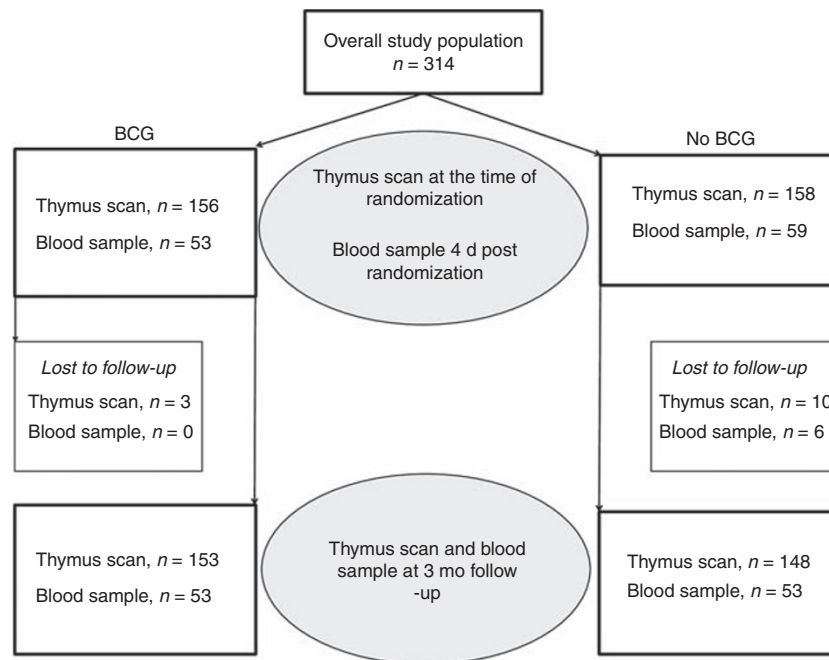 Overall study population
n = 314
BCG
No BCG
Thymus scan, n = 156
Blood sample, n = 53
Thymus scan at the time of
randomization
Blood sample 4 d post
randomization
Thymus scan, n = 158
Blood sample, n = 59
Lost to follow-up
Thymus scan, n = 3
Blood sample, n = 0
Lost to follow-up
Thymus scan, n = 10
Blood sample, n = 6
Thymus scan, n = 153
Blood sample, n = 53
Thymus scan and blood
sample at 3 mo follow
-up
Thymus scan, n = 148
Blood sample, n = 53